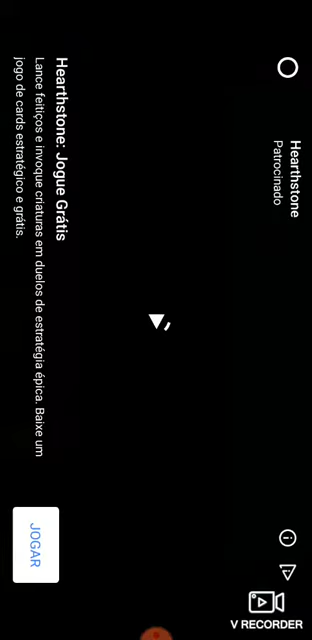 Hearthstone
Patrocinado
Hearthstone: Jogue Grátis
Lance feitiços e invoque criaturas em duelos de estratégia épica. Baixe um
jogo de cards estratégico e grátis.
JOGAR
V RECORDER